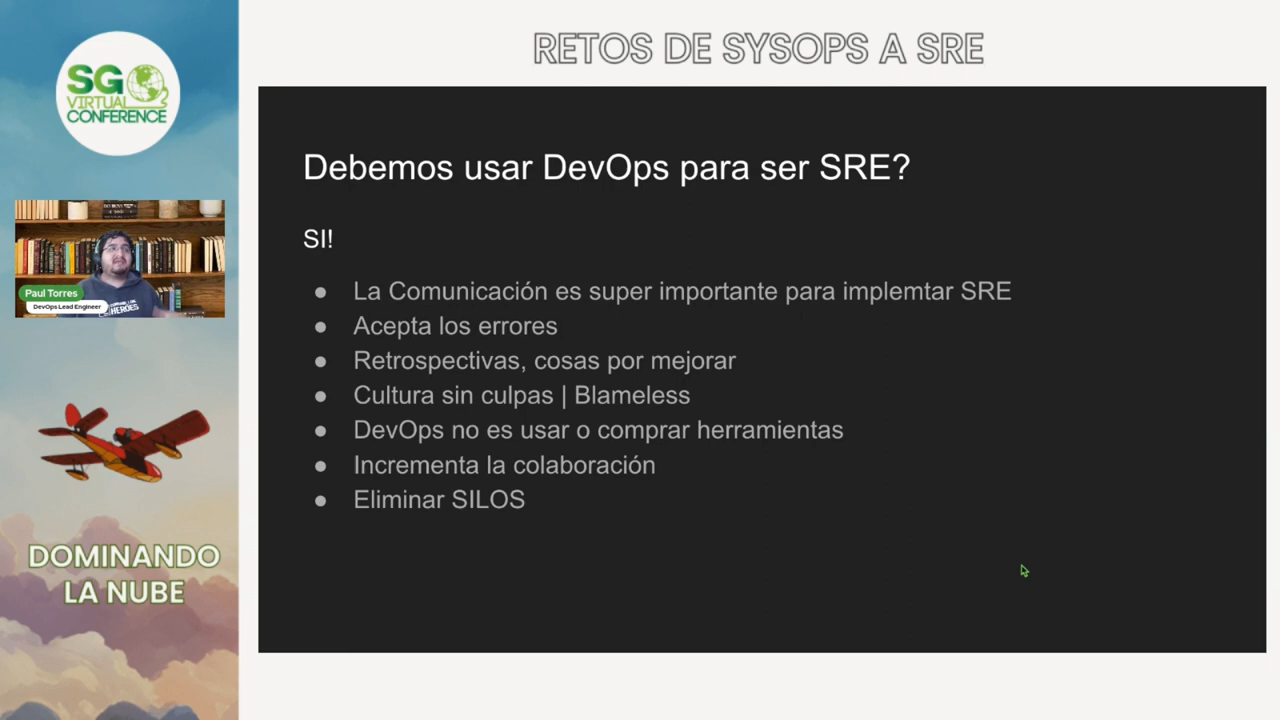 RETOS DE SYSOPS A SRE
SG
VIRTUAL
CONFERENCE
Paul Torres
DevOps Lead Engineer
HEROES
DOMINANDO
LA NUBE
Debemos usar DevOps para ser SRE?
SI!
● La Comunicación es super importante para implemtar SRE
● Acepta los errores
● Retrospectivas, cosas por mejorar
● Cultura sin culpas | Blameless
● DevOps no es usar o comprar herramientas
● Incrementa la colaboración
● Eliminar SILOS